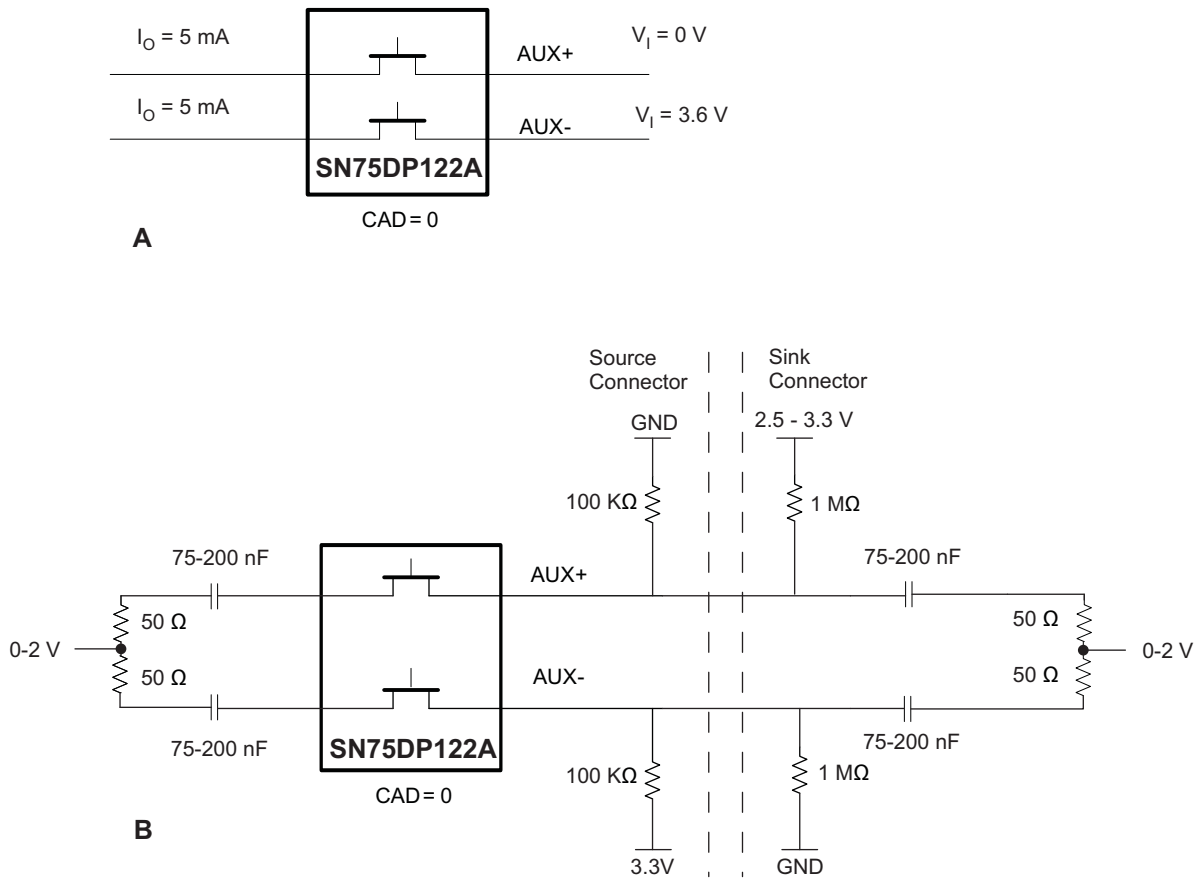 I_O = 5 mA
V_I = 0 V
AUX+
I_O = 5 mA
V_I = 3.6 V
AUX-
SN75DP122A
CAD = 0
A
Source
Connector
Sink
Connector
GND
2.5 - 3.3 V
100 KΩ
1 MΩ
75-200 nF
AUX+
75-200 nF
50 Ω
50 Ω
0-2 V
0-2 V
50 Ω
50 Ω
AUX-
75-200 nF
75-200 nF
SN75DP122A
100 KΩ
1 MΩ
CAD = 0
B
3.3V
GND